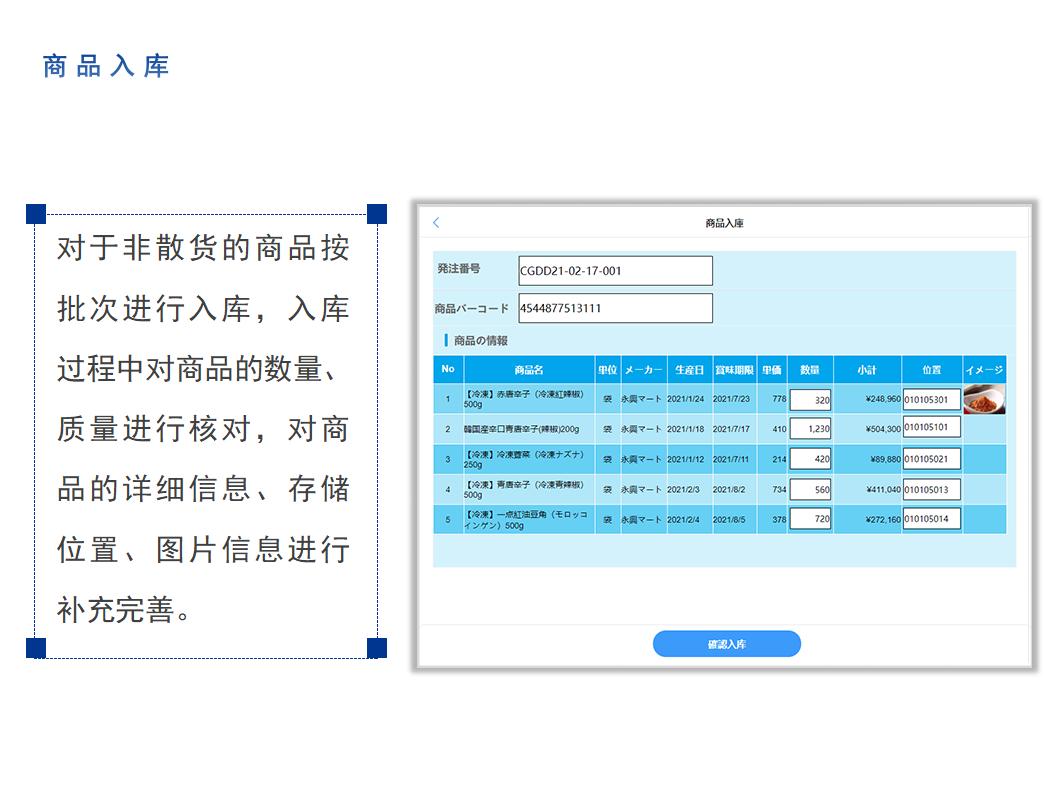 商品入库
对于非散货的商品按
批次进行入库，入库
过程中对商品的数量、
质量进行核对，对商
品的详细信息、存储
位置、图片信息进行
补充完善。
商品入庫
発注番号 CGDD21-02-17-001
商品バーコード 4544877513111
商品の情報
No 商品名 単位 メーカー 生産日 賞味期限 単価 数量 小計 位置 イメージ
1 【冷凍】赤唐辛子（冷凍紅辣椒）500g 袋 永興マート 2021/1/24 2021/7/23 778 320 ¥248,960 010105301
2 韓国産辛口青唐辛子(辣椒)200g 袋 永興マート 2021/1/18 2021/7/17 410 1,230 ¥504,300 010105101
3 【冷凍】冷凍薺菜（冷凍ナズナ）250g 袋 永興マート 2021/1/12 2021/7/11 214 420 ¥89,880 010105021
4 【冷凍】青唐辛子（冷凍青辣椒）500g 袋 永興マート 2021/2/3 2021/8/2 734 560 ¥411,040 010105013
5 【冷凍】一点紅油豆角（モロッコインゲン）500g 袋 永興マート 2021/2/4 2021/8/5 378 720 ¥272,160 010105014
確認入库